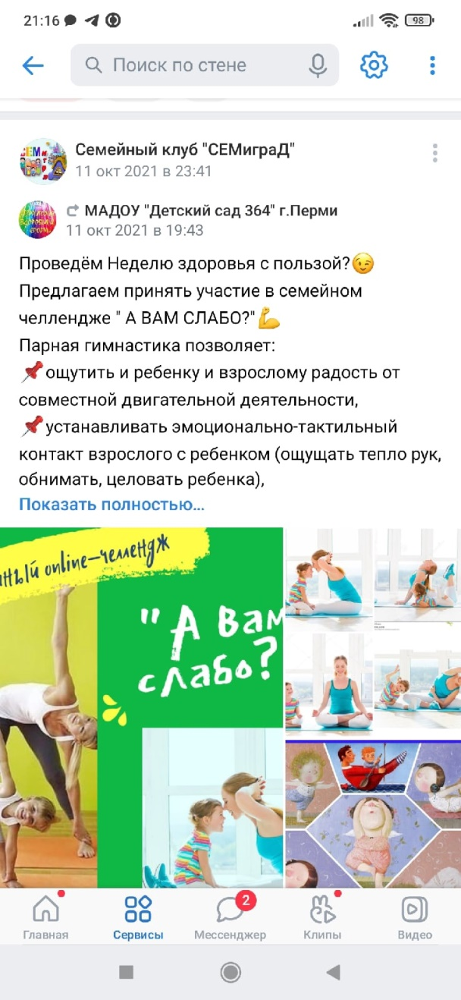 21:16
98
Поиск по стене
Семейный клуб "СЕМиграД"
11 окт 2021 в 23:41
МАДОУ "Детский сад 364" г.Перми
11 окт 2021 в 19:43
Проведём Неделю здоровья с пользой?😉
Предлагаем принять участие в семейном
челлендже " А ВАМ СЛАБО?"💪
Парная гимнастика позволяет:
📌ощутить и ребенку и взрослому радость от
совместной двигательной деятельности,
📌устанавливать эмоционально-тактильный
контакт взрослого с ребенком (ощущать тепло рук,
обнимать, целовать ребенка),
Показать полностью...
ный online-челендж
"А вам
слабо?
2
Главная
Сервисы
Мессенджер
Клипы
Видео